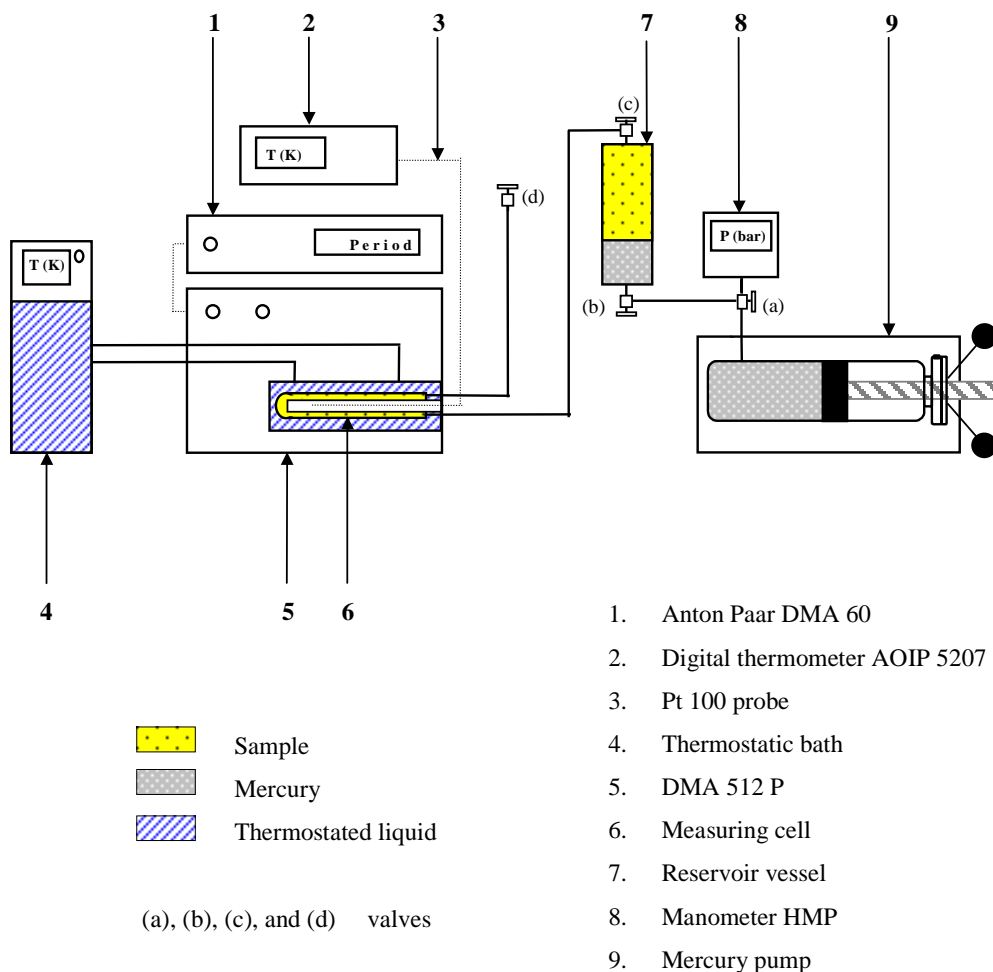 1 2 3 7 8 9
(c)
T (K)
(d)
P (bar)
Period
T (K)
(b) (a)
4 5 6
1. Anton Paar DMA 60
2. Digital thermometer AOIP 5207
3. Pt 100 probe
4. Thermostatic bath
5. DMA 512 P
6. Measuring cell
7. Reservoir vessel
8. Manometer HMP
9. Mercury pump
Sample
Mercury
Thermostated liquid
(a), (b), (c), and (d) valves